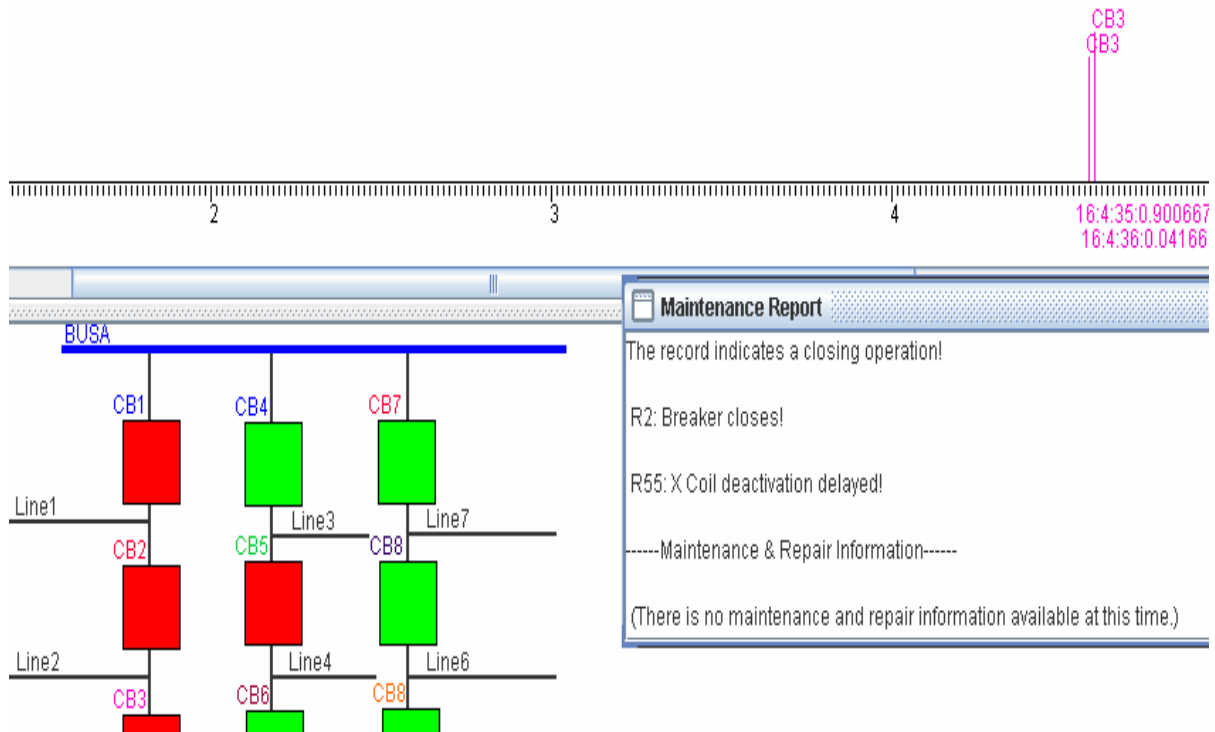 CB3
CB3
2
3
4
16:4:35:0.900667
16:4:36:0.04166
Maintenance Report
The record indicates a closing operation!
R2: Breaker closes!
R55: X Coil deactivation delayed!
------Maintenance & Repair Information------
(There is no maintenance and repair information available at this time.)
BUSA
CB1
CB4
CB7
Line1
Line3
Line7
CB2
CB5
CB8
Line2
Line4
Line6
CB3
CB6
CB8